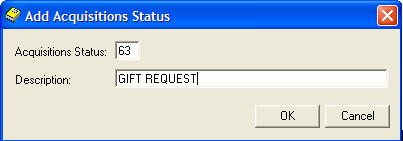 Add Acquisitions Status
Acquisitions Status: 63
Description: GIFT REQUEST
OK Cancel